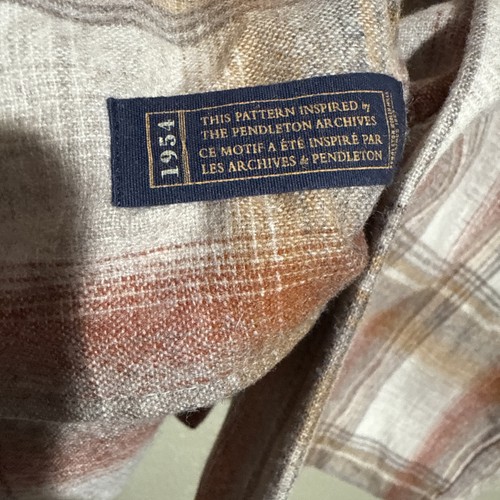 1954
THIS PATTERN INSPIRED by
THE PENDLETON ARCHIVES
CE MOTIF A ÉTÉ INSPIRÉ PAR
LES ARCHIVES de PENDLETON